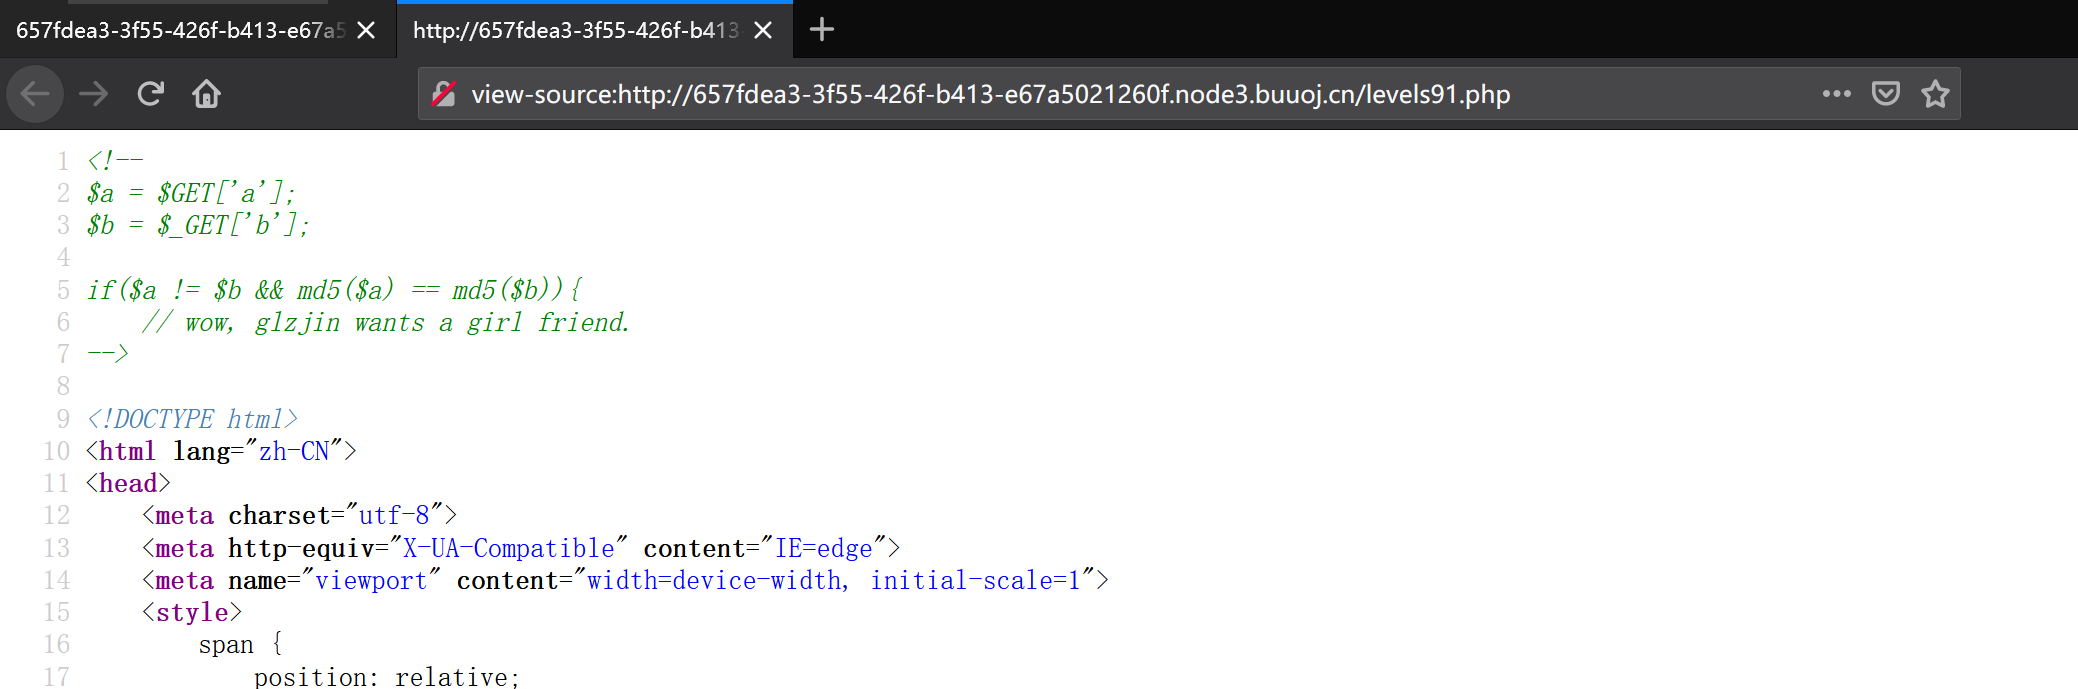 657fdea3-3f55-426f-b413-e67a5
http://657fdea3-3f55-426f-b413
view-source:http://657fdea3-3f55-426f-b413-e67a5021260f.node3.buuoj.cn/levels91.php
1 <!--
2 $a = $GET['a'];
3 $b = $_GET['b'];
4
5 if($a != $b && md5($a) == md5($b)){
6     // wow, glzjin wants a girl friend.
7 -->
8
9 <!DOCTYPE html>
10 <html lang="zh-CN">
11 <head>
12     <meta charset="utf-8">
13     <meta http-equiv="X-UA-Compatible" content="IE=edge">
14     <meta name="viewport" content="width=device-width, initial-scale=1">
15     <style>
16         span {
17             position: relative;